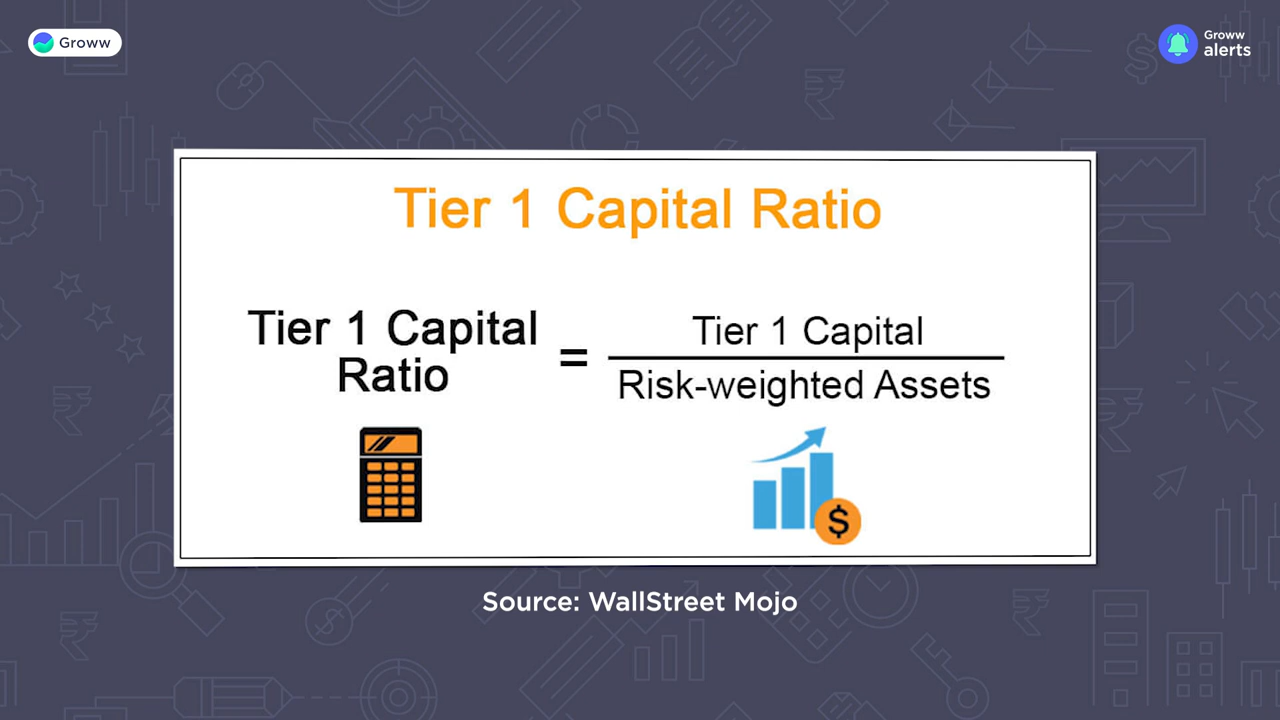 Groww
Groww
alerts
Tier 1 Capital Ratio
Tier 1 Capital
Ratio
=
Tier 1 Capital
Risk-weighted Assets
$
Source: WallStreet Mojo